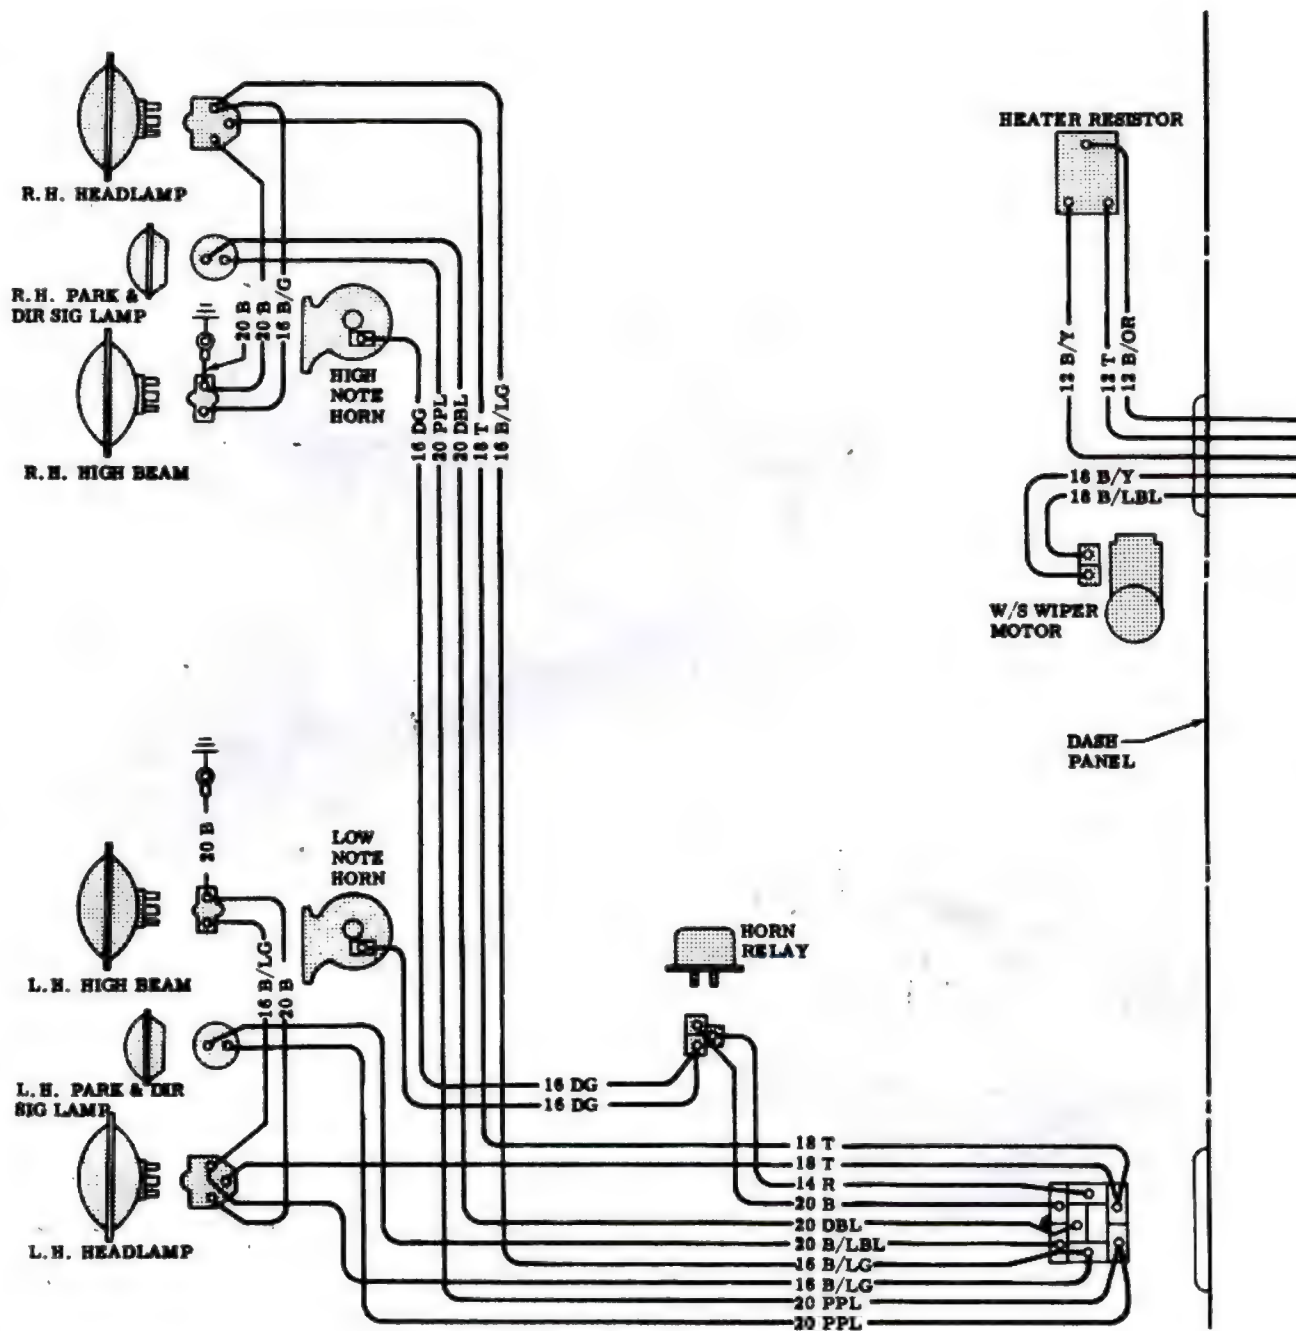 HEATER RESISTOR
R.H. HEADLAMP
R.H. PARK &
DIR SIG LAMP
20 B
20 B
16 B/G
HIGH
NOTE
HORN
R.H. HIGH BEAM
16 DG
20 PPL
20 DBL
18 T
16 B/LG
12 B/Y
12 T
12 B/OR
18 B/Y
18 B/LBL
W/S WIPER
MOTOR
DASH
PANEL
20 B
LOW
NOTE
HORN
L.H. HIGH BEAM
16 B/LG
20 B
HORN
RELAY
L.H. PARK & DIR
SIG LAMP
16 DG
16 DG
L.H. HEADLAMP
18 T
18 T
14 R
20 B
20 DBL
20 B/LBL
16 B/LG
16 B/LG
20 PPL
20 PPL